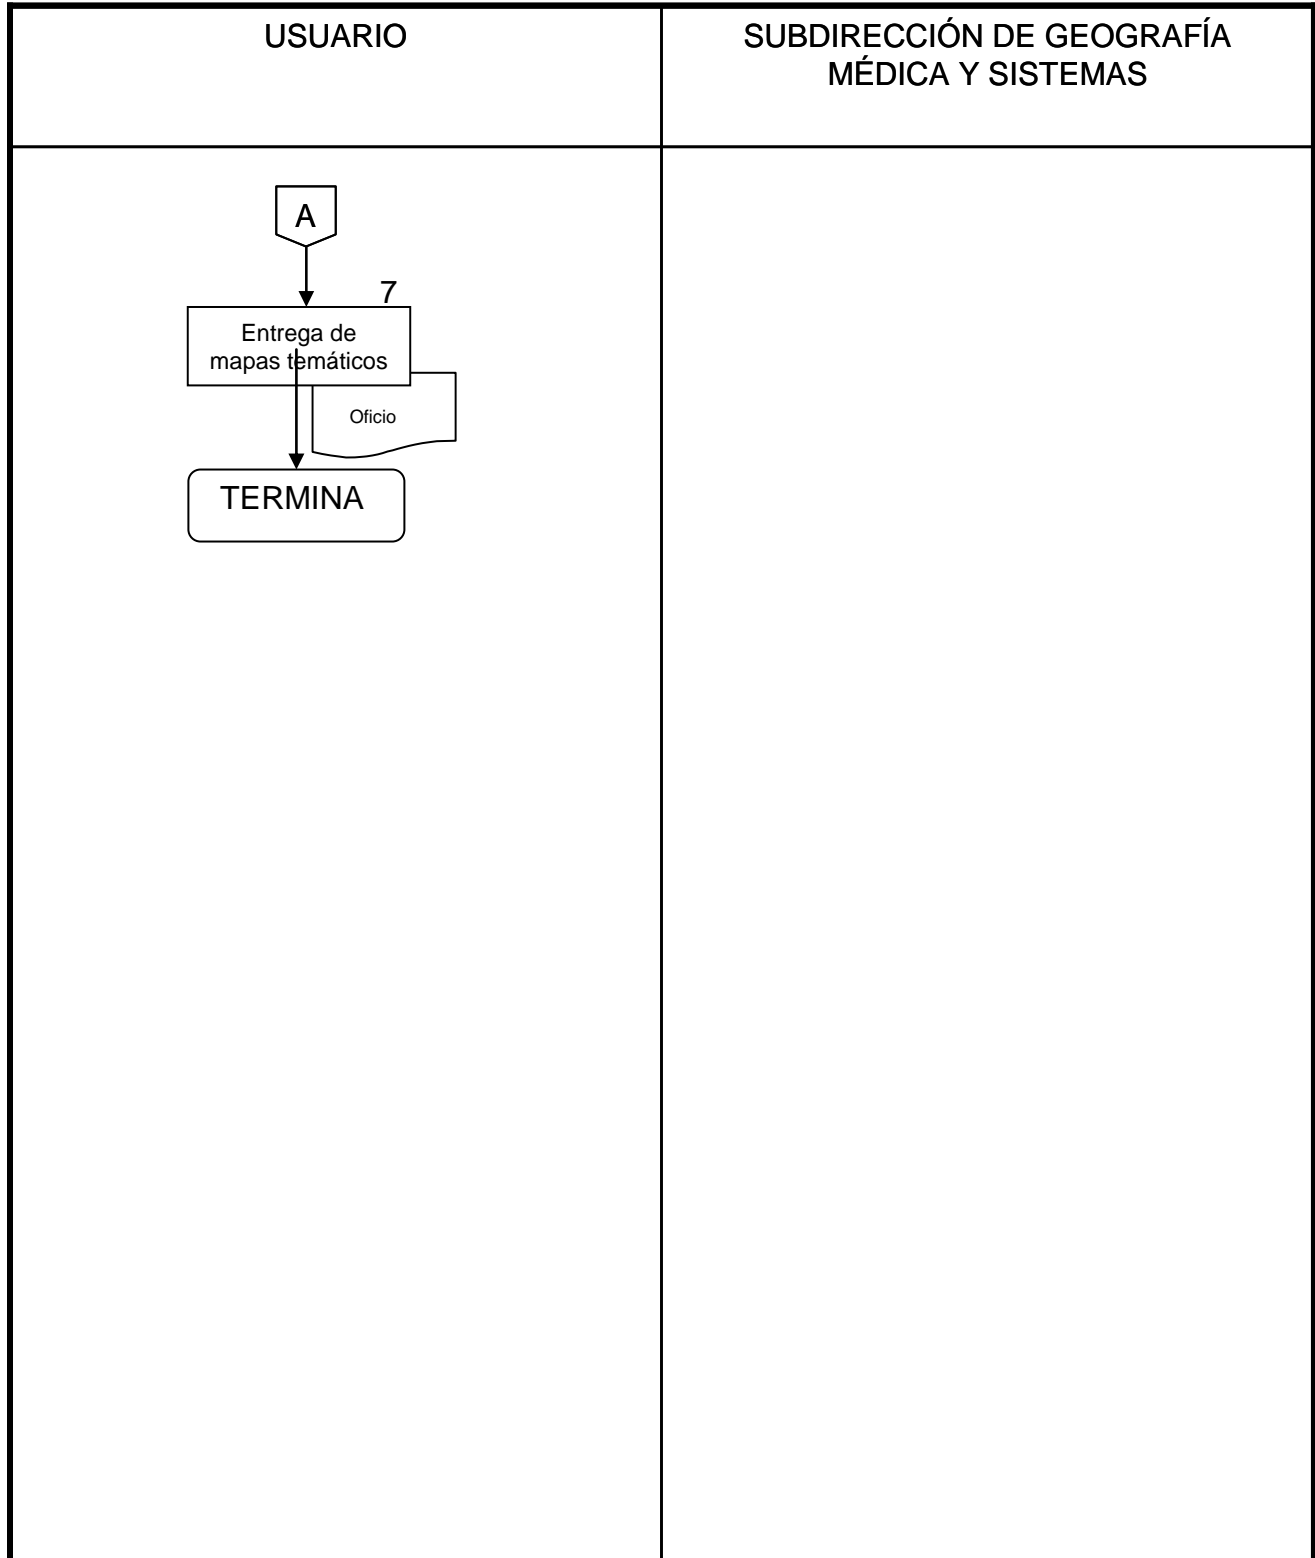 USUARIO
SUBDIRECCIÓN DE GEOGRAFÍA
MÉDICA Y SISTEMAS
A
7
Entrega de
mapas temáticos
Oficio
TERMINA